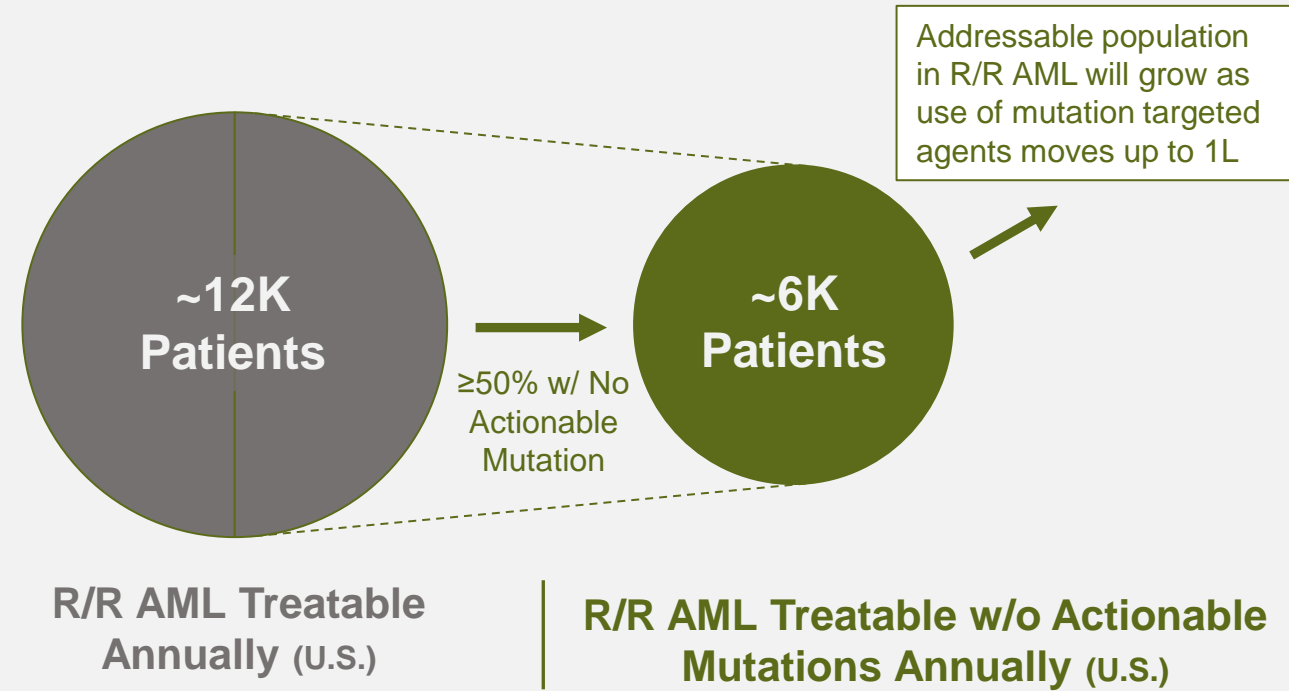 Addressable population
in R/R AML will grow as
use of mutation targeted
agents moves up to 1L
~12K
Patients
≥50% w/ No
Actionable
Mutation
~6K
Patients
R/R AML Treatable
Annually (U.S.)
R/R AML Treatable w/o Actionable
Mutations Annually (U.S.)